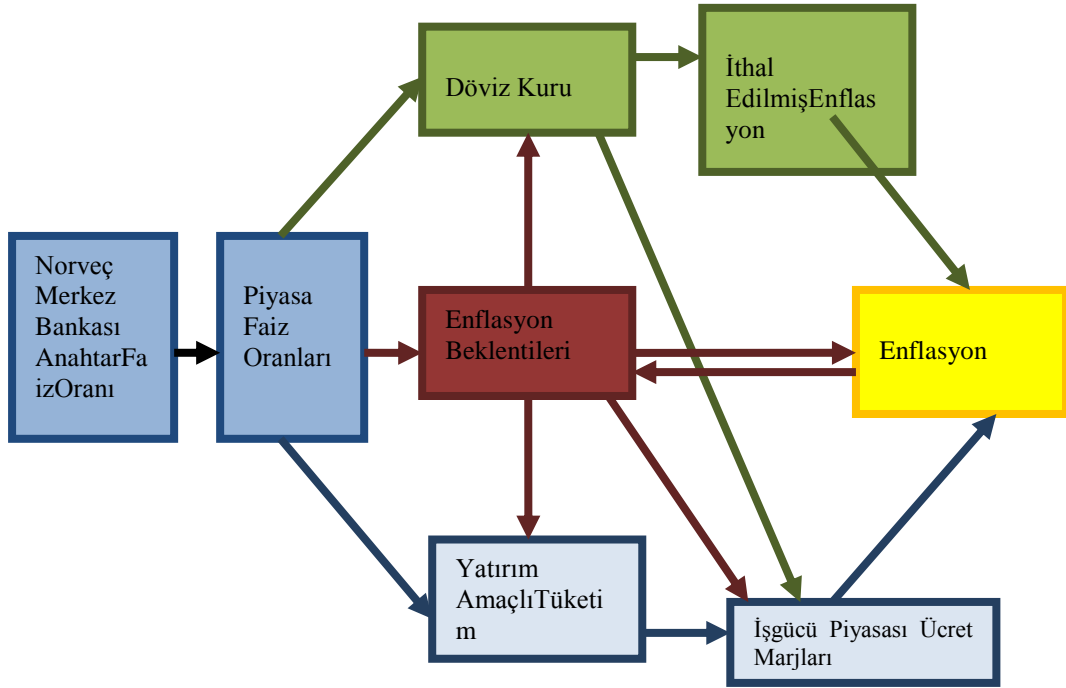 Döviz Kuru
İthal
EdilmişEnflas
yon
Norveç
Merkez
Bankası
AnahtarFa
izOranı
Piyasa
Faiz
Oranları
Enflasyon
Beklentileri
Enflasyon
Yatırım
AmaçlıTüketi
m
İşgücü Piyasası Ücret
Marjları